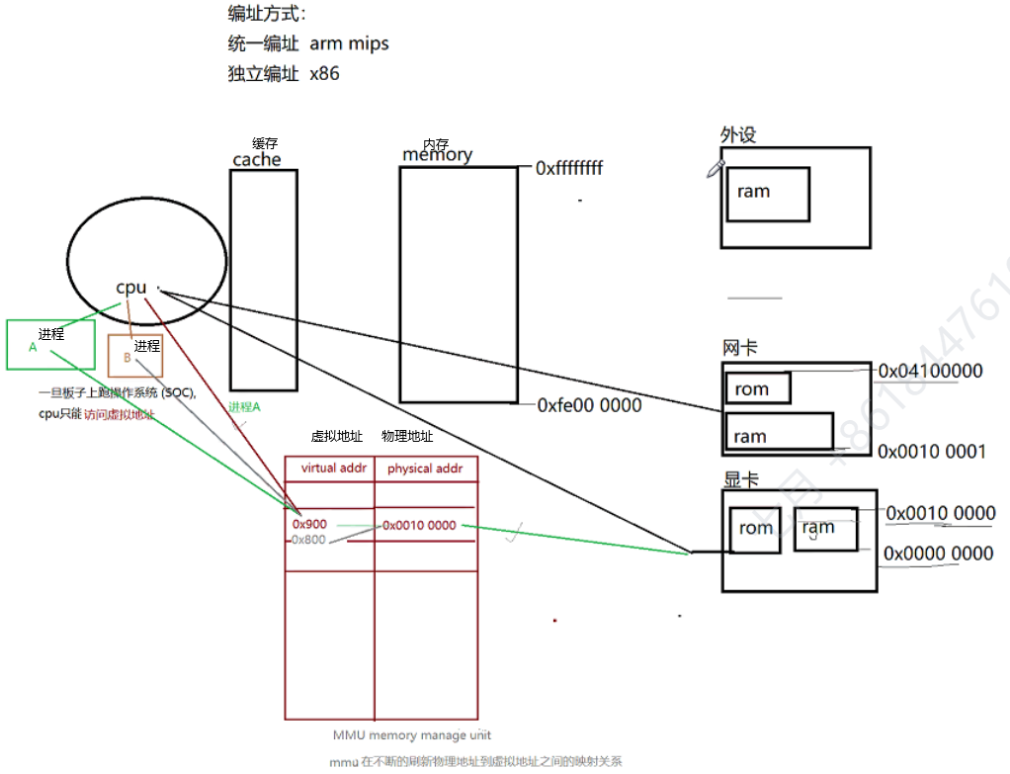 编址方式:
统一编址 arm mips
独立编址 x86
缓存
cache
内存
memory
0xffffffff
0xfe00 0000
外设
ram
cpu
进程
A
进程
B
一旦板子上跑操作系统 (SOC),
cpu只能 访问虚拟地址
进程A
网卡
rom
ram
0x04100000
0x0010 0001
显卡
rom
ram
0x0010 0000
0x0000 0000
虚拟地址 物理地址
virtual addr physical addr
0x900 0x0010 0000
0x800
MMU memory manage unit
mmu 在不断的刷新物理地址到虚拟地址之间的映射关系